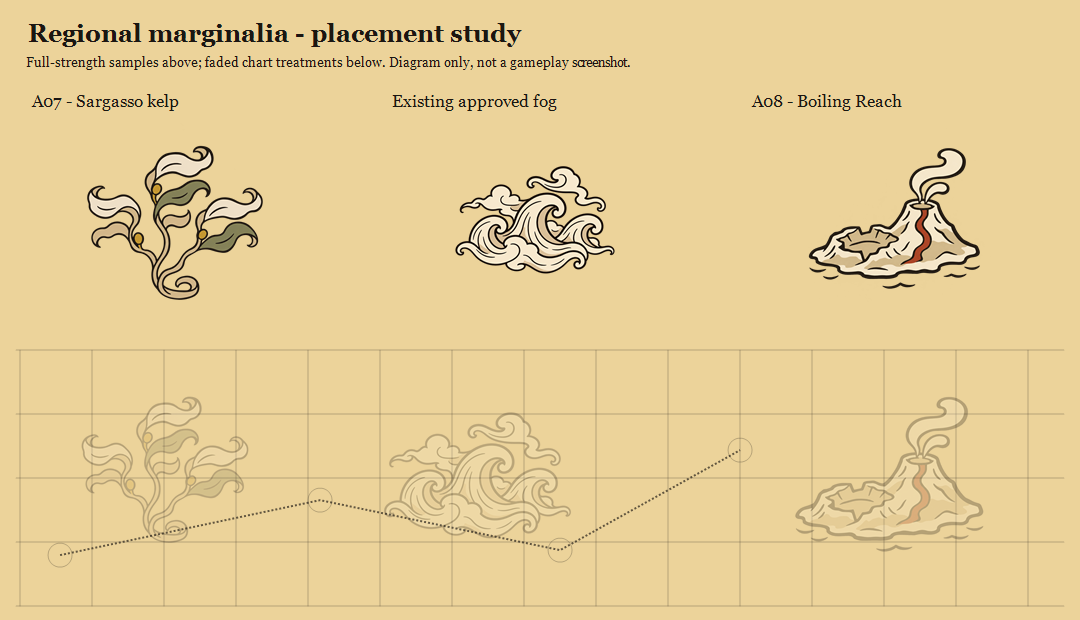 Regional marginalia - placement study
Full-strength samples above; faded chart treatments below. Diagram only, not a gameplay screenshot.
A07 - Sargasso kelp
Existing approved fog
A08 - Boiling Reach